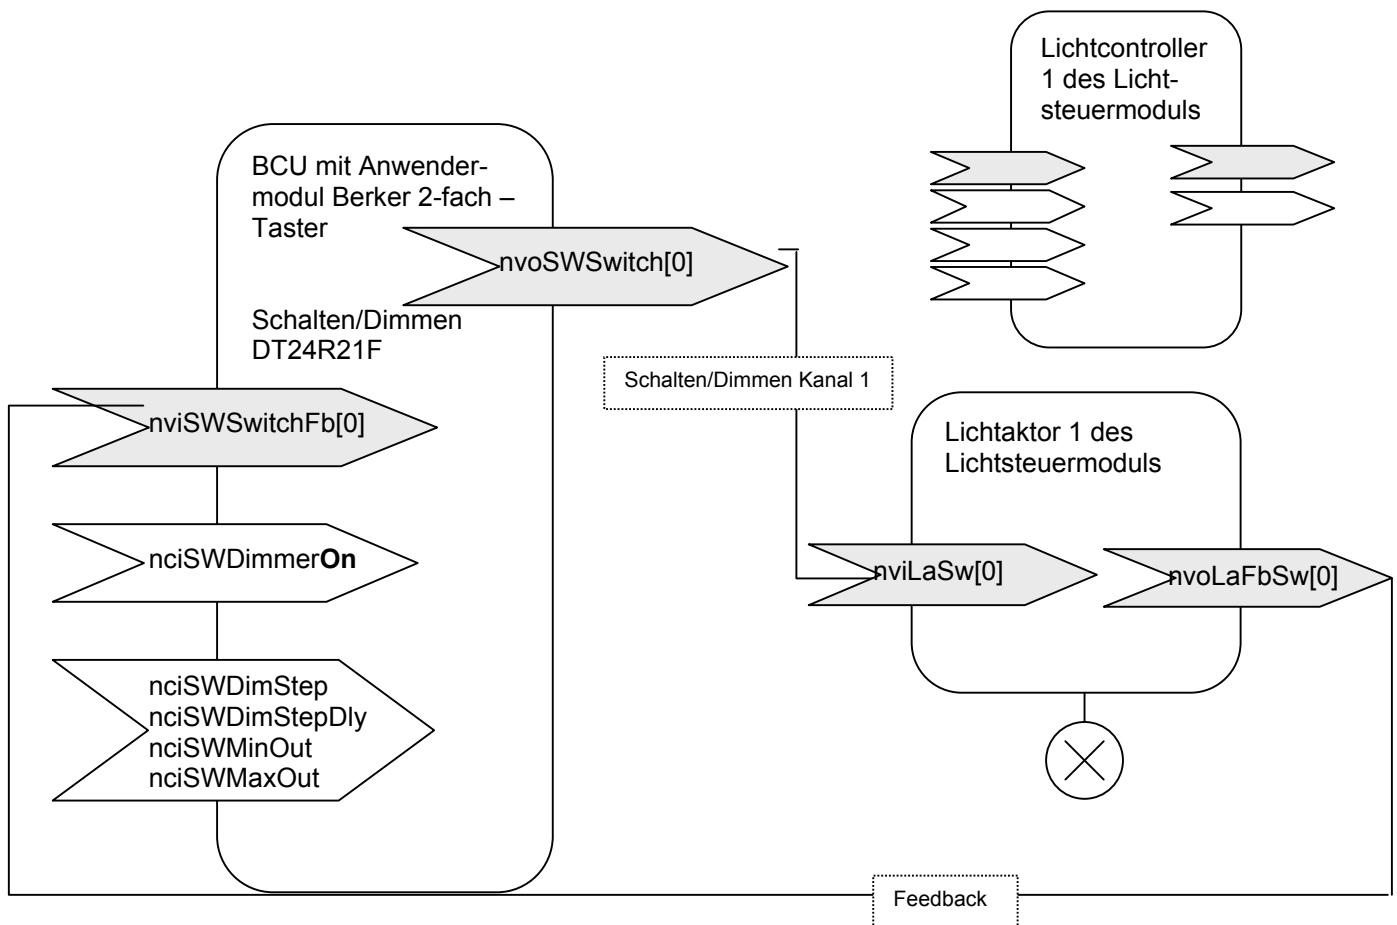 Lichtcontroller
1 des Licht-
steuermoduls
BCU mit Anwender-
modul Berker 2-fach –
Taster
nvoSWSwitch[0]
Schalten/Dimmen
DT24R21F
Schalten/Dimmen Kanal 1
nviSWSwitchFb[0]
Lichtaktor 1 des
Lichtsteuermoduls
nciSWDimmerOn
nviLaSw[0]
nvoLaFbSw[0]
nciSWDimStep
nciSWDimStepDly
nciSWMinOut
nciSWMaxOut
Feedback